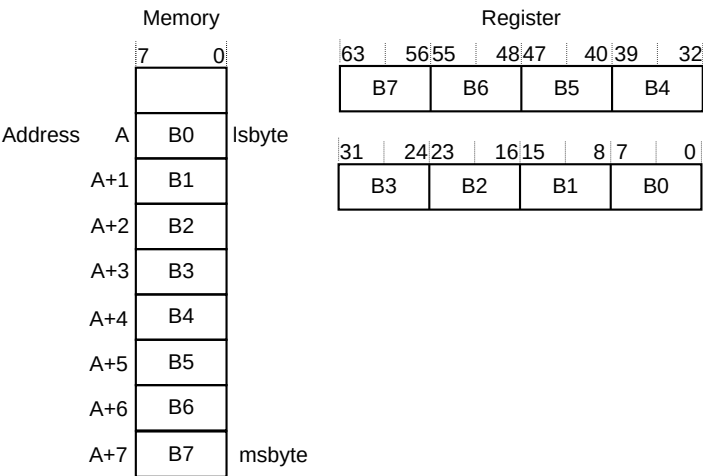 Memory
Register
7 0
63 56 55 48 47 40 39 32
B7 B6 B5 B4
Address A B0 lsbyte
31 24 23 16 15 8 7 0
A+1 B1
B3 B2 B1 B0
A+2 B2
A+3 B3
A+4 B4
A+5 B5
A+6 B6
A+7 B7 msbyte